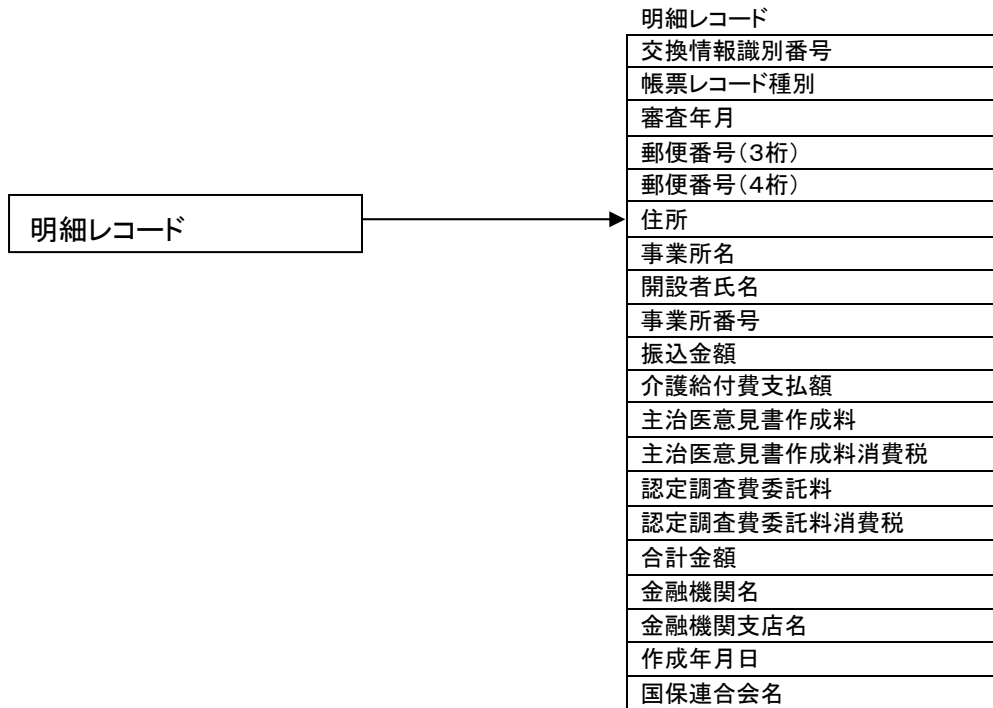 明細レコード
明細レコード
交換情報識別番号
帳票レコード種別
審査年月
郵便番号（３桁）
郵便番号（４桁）
住所
事業所名
開設者氏名
事業所番号
振込金額
介護給付費支払額
主治医意見書作成料
主治医意見書作成料消費税
認定調査費委託料
認定調査費委託料消費税
合計金額
金融機関名
金融機関支店名
作成年月日
国保連合会名